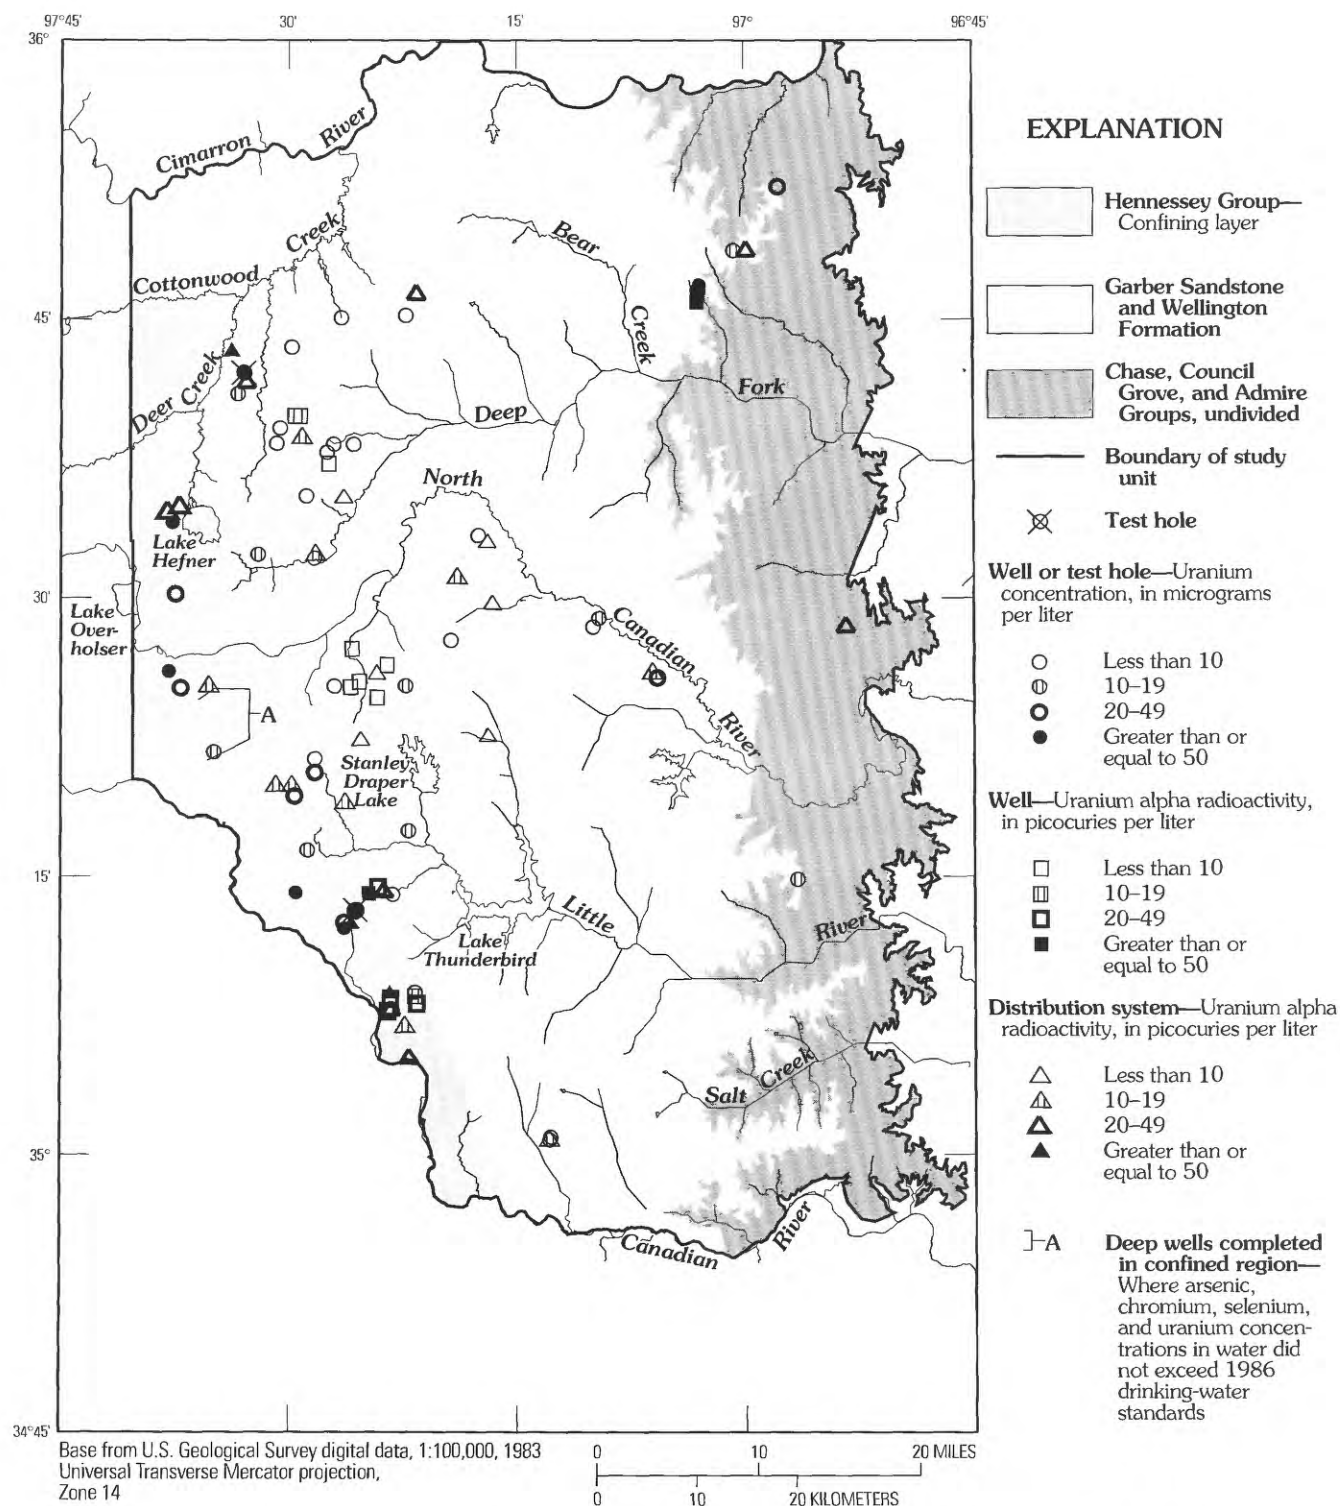 97°45' 30' 15' 97° 96°45'
36°
45'
30'
15'
35°
34°45'
Cimarron River
Cottonwood Creek
Bear Creek
Deer Creek
Deep Fork
North Canadian River
Lake
Hefner
Lake
Over-
holser
A
Stanley
Draper
Lake
Little River
Lake
Thunderbird
Salt Creek
Canadian River
Base from U.S. Geological Survey digital data, 1:100,000, 1983
Universal Transverse Mercator projection,
Zone 14
0 10 20 MILES
0 10 20 KILOMETERS
EXPLANATION
Hennessey Group—
Confining layer
Garber Sandstone
and Wellington
Formation
Chase, Council
Grove, and Admire
Groups, undivided
Boundary of study
unit
Test hole
Well or test hole—Uranium
concentration, in micrograms
per liter
Less than 10
10–19
20–49
Greater than or
equal to 50
Well—Uranium alpha radioactivity,
in picocuries per liter
Less than 10
10–19
20–49
Greater than or
equal to 50
Distribution system—Uranium alpha
radioactivity, in picocuries per liter
Less than 10
10–19
20–49
Greater than or
equal to 50
A Deep wells completed
in confined region—
Where arsenic,
chromium, selenium,
and uranium concen-
trations in water did
not exceed 1986
drinking-water
standards